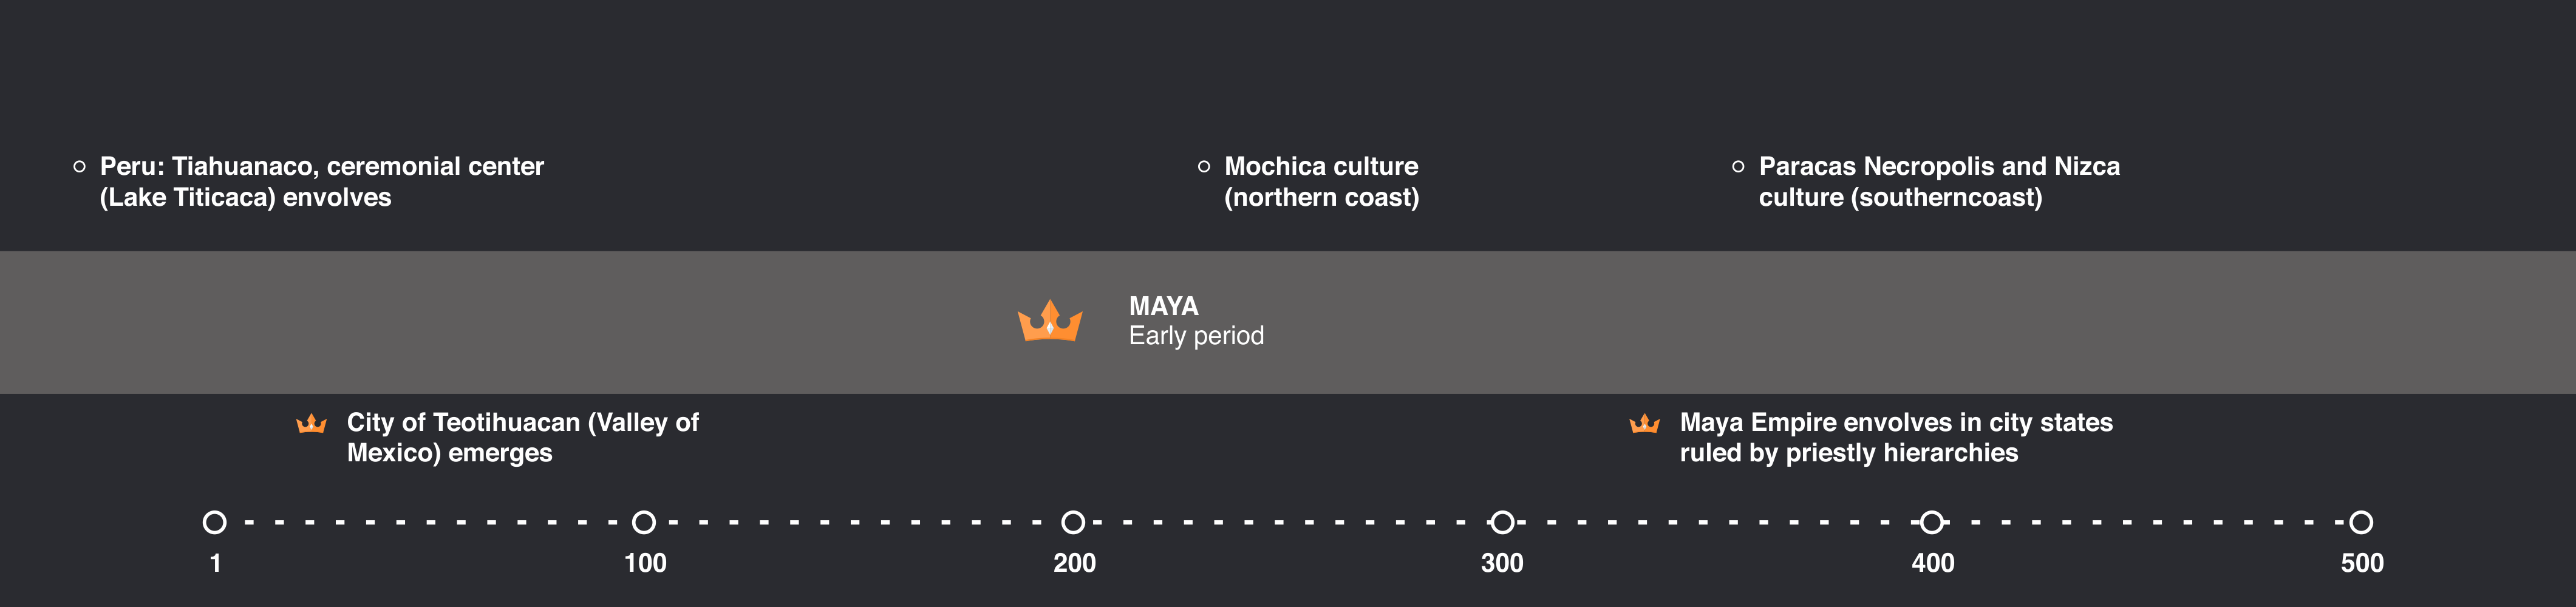 Peru: Tiahuanaco, ceremonial center
(Lake Titicaca) envolves
Mochica culture
(northern coast)
Paracas Necropolis and Nizca
culture (southerncoast)
MAYA
Early period
City of Teotihuacan (Valley of
Mexico) emerges
Maya Empire envolves in city states
ruled by priestly hierarchies
1
100
200
300
400
500